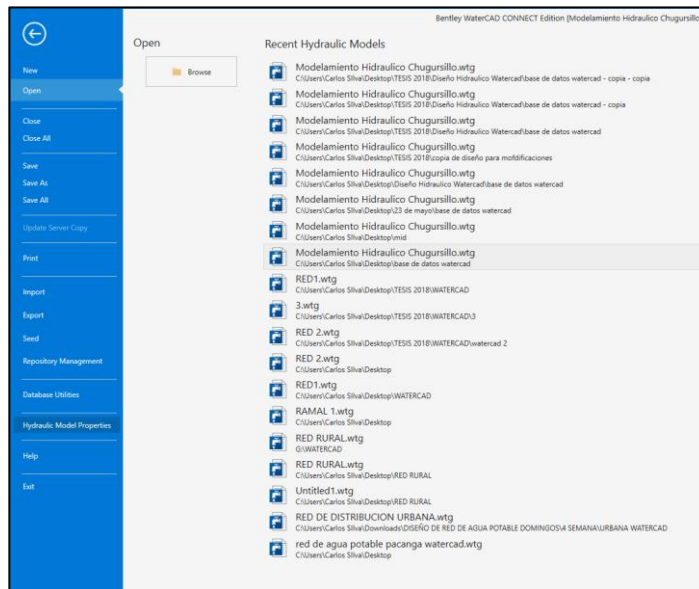 Bentley WaterCAD CONNECT Edition [Modelamiento Hidraulico Chugursillo
New
Open
Close
Close All
Save
Save As
Save All
Update Server Copy
Print
Import
Export
Seed
Repository Management
Database Utilities
Hydraulic Model Properties
Help
Exit
Open
Browse
Recent Hydraulic Models
Modelamiento Hidraulico Chugursillo.wtg
C:\Users\Carlos SIlva\Desktop\TESIS 2018\Diseño Hidraulico Watercad\base de datos watercad - copia - copia
Modelamiento Hidraulico Chugursillo.wtg
C:\Users\Carlos SIlva\Desktop\TESIS 2018\Diseño Hidraulico Watercad\base de datos watercad - copia
Modelamiento Hidraulico Chugursillo.wtg
C:\Users\Carlos SIlva\Desktop\TESIS 2018\Diseño Hidraulico Watercad\base de datos watercad
Modelamiento Hidraulico Chugursillo.wtg
C:\Users\Carlos SIlva\Desktop\TESIS 2018\copia de diseño para mofdificaciones
Modelamiento Hidraulico Chugursillo.wtg
C:\Users\Carlos SIlva\Desktop\Diseño Hidraulico Watercad\base de datos watercad
Modelamiento Hidraulico Chugursillo.wtg
C:\Users\Carlos SIlva\Desktop\23 de mayo\base de datos watercad
Modelamiento Hidraulico Chugursillo.wtg
C:\Users\Carlos SIlva\Desktop\mid
Modelamiento Hidraulico Chugursillo.wtg
C:\Users\Carlos SIlva\Desktop\base de datos watercad
RED1.wtg
C:\Users\Carlos SIlva\Desktop\TESIS 2018\WATERCAD
3.wtg
C:\Users\Carlos SIlva\Desktop\TESIS 2018\WATERCAD\3
RED 2.wtg
C:\Users\Carlos SIlva\Desktop\TESIS 2018\WATERCAD\watercad 2
RED 2.wtg
C:\Users\Carlos SIlva\Desktop
RED1.wtg
C:\Users\Carlos SIlva\Desktop\WATERCAD
RAMAL 1.wtg
C:\Users\Carlos SIlva\Desktop
RED RURAL.wtg
G:\WATERCAD
RED RURAL.wtg
C:\Users\Carlos SIlva\Desktop\RED RURAL
Untitled1.wtg
C:\Users\Carlos SIlva\Desktop\RED RURAL
RED DE DISTRIBUCION URBANA.wtg
C:\Users\Carlos SIlva\Downloads\DISEÑO DE RED DE AGUA POTABLE DOMINGOS\4 SEMANA\URBANA WATERCAD
red de agua potable pacanga watercad.wtg
C:\Users\Carlos SIlva\Desktop